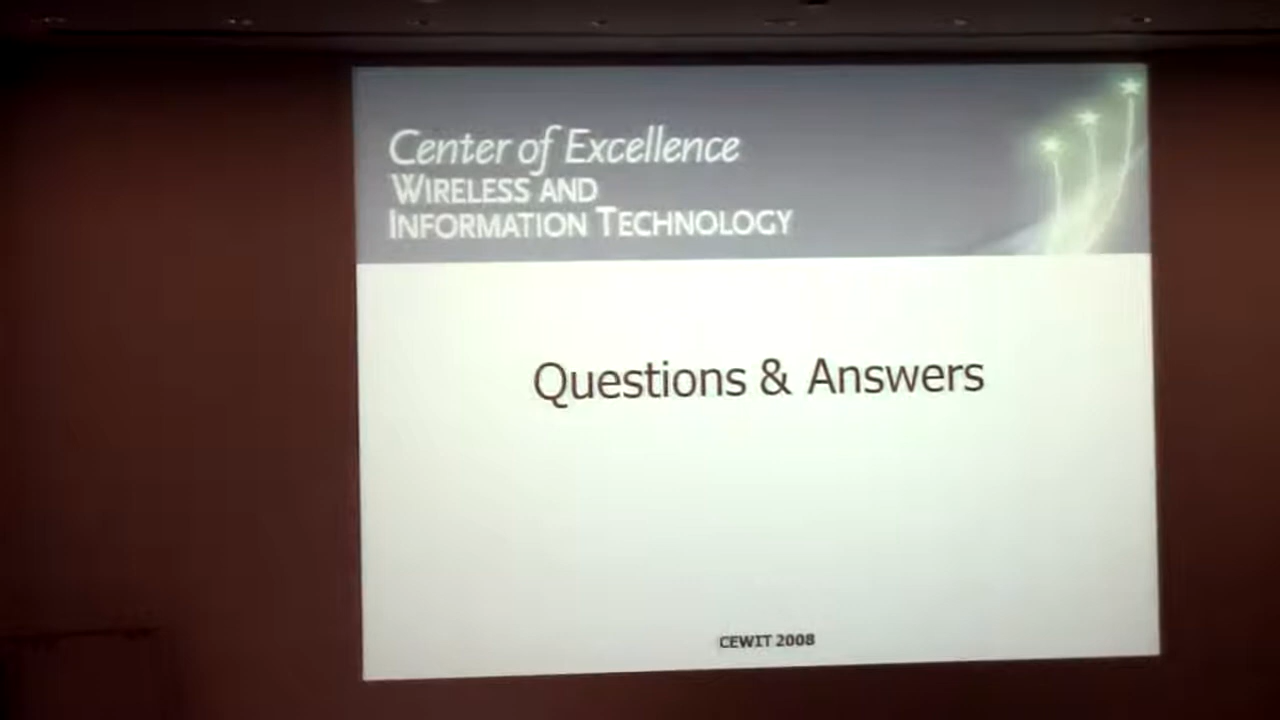 Center of Excellence
WIRELESS AND
INFORMATION TECHNOLOGY
Questions & Answers
CEWIT 2008